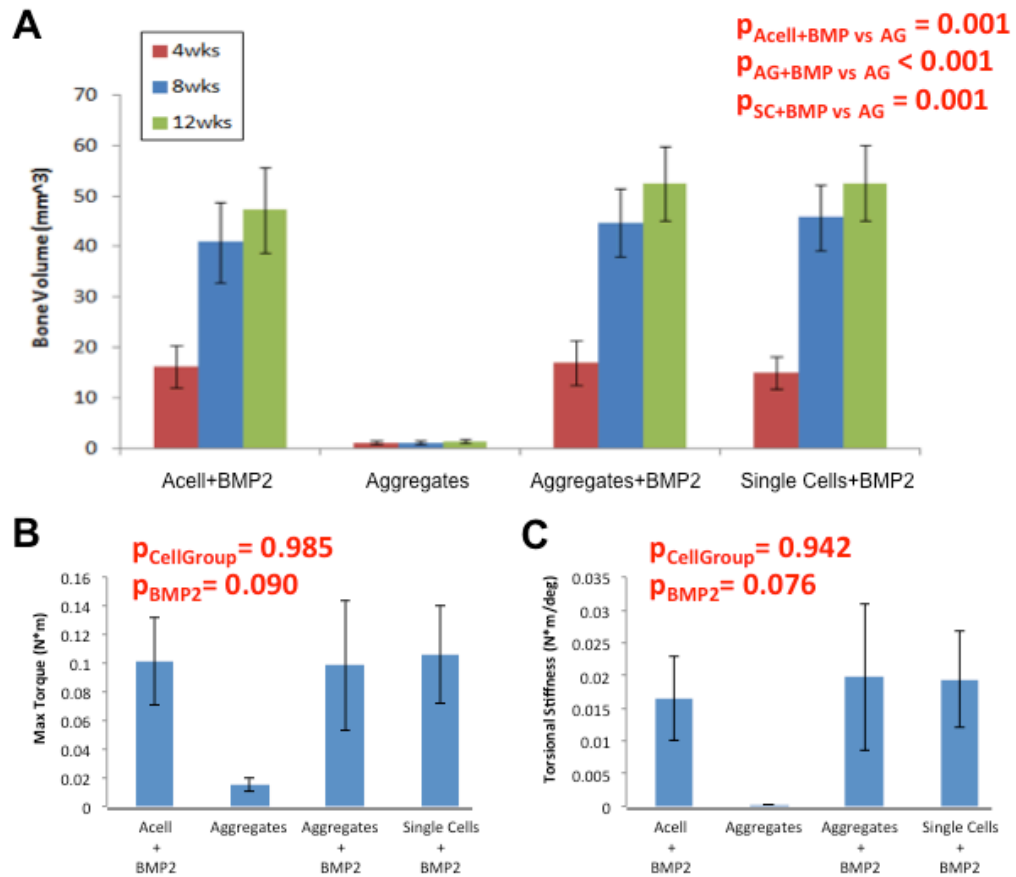 A
4wks
8wks
12wks
pAcell+BMP vs AG = 0.001
pAG+BMP vs AG < 0.001
pSC+BMP vs AG = 0.001
Bone Volume (mm^3)
70
60
50
40
30
20
10
0
Acell+BMP2 Aggregates Aggregates+BMP2 Single Cells+BMP2
B
pCellGroup= 0.985
pBMP2= 0.090
Max Torque (N*m)
0.16
0.14
0.12
0.1
0.08
0.06
0.04
0.02
0
Acell Aggregates Aggregates Single Cells
+ + +
BMP2 BMP2 BMP2
C
pCellGroup= 0.942
pBMP2= 0.076
Torsional Stiffness (N*m/deg)
0.035
0.03
0.025
0.02
0.015
0.01
0.005
0
Acell Aggregates Aggregates Single Cells
+ + +
BMP2 BMP2 BMP2